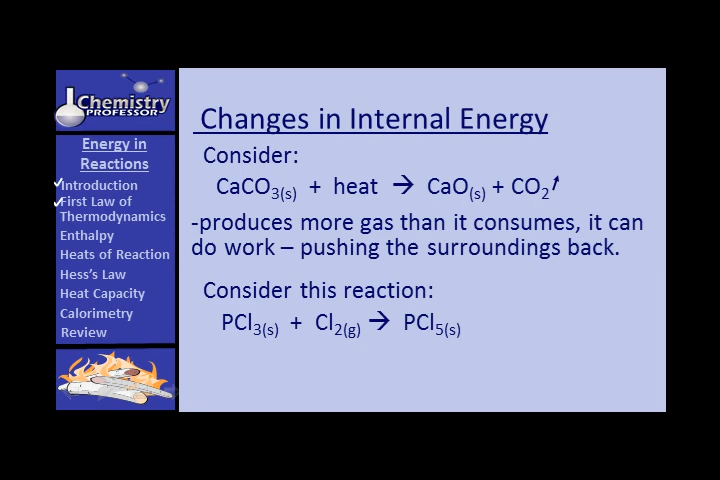 Chemistry
PROFESSOR
Energy in
Reactions
✓Introduction
✓First Law of
Thermodynamics
Enthalpy
Heats of Reaction
Hess's Law
Heat Capacity
Calorimetry
Review
Changes in Internal Energy
Consider:
CaCO₃₍ₛ₎ + heat → CaO₍ₛ₎ + CO₂↗
-produces more gas than it consumes, it can
do work – pushing the surroundings back.
Consider this reaction:
PCl₃₍ₛ₎ + Cl₂(g) → PCl₅₍ₛ₎